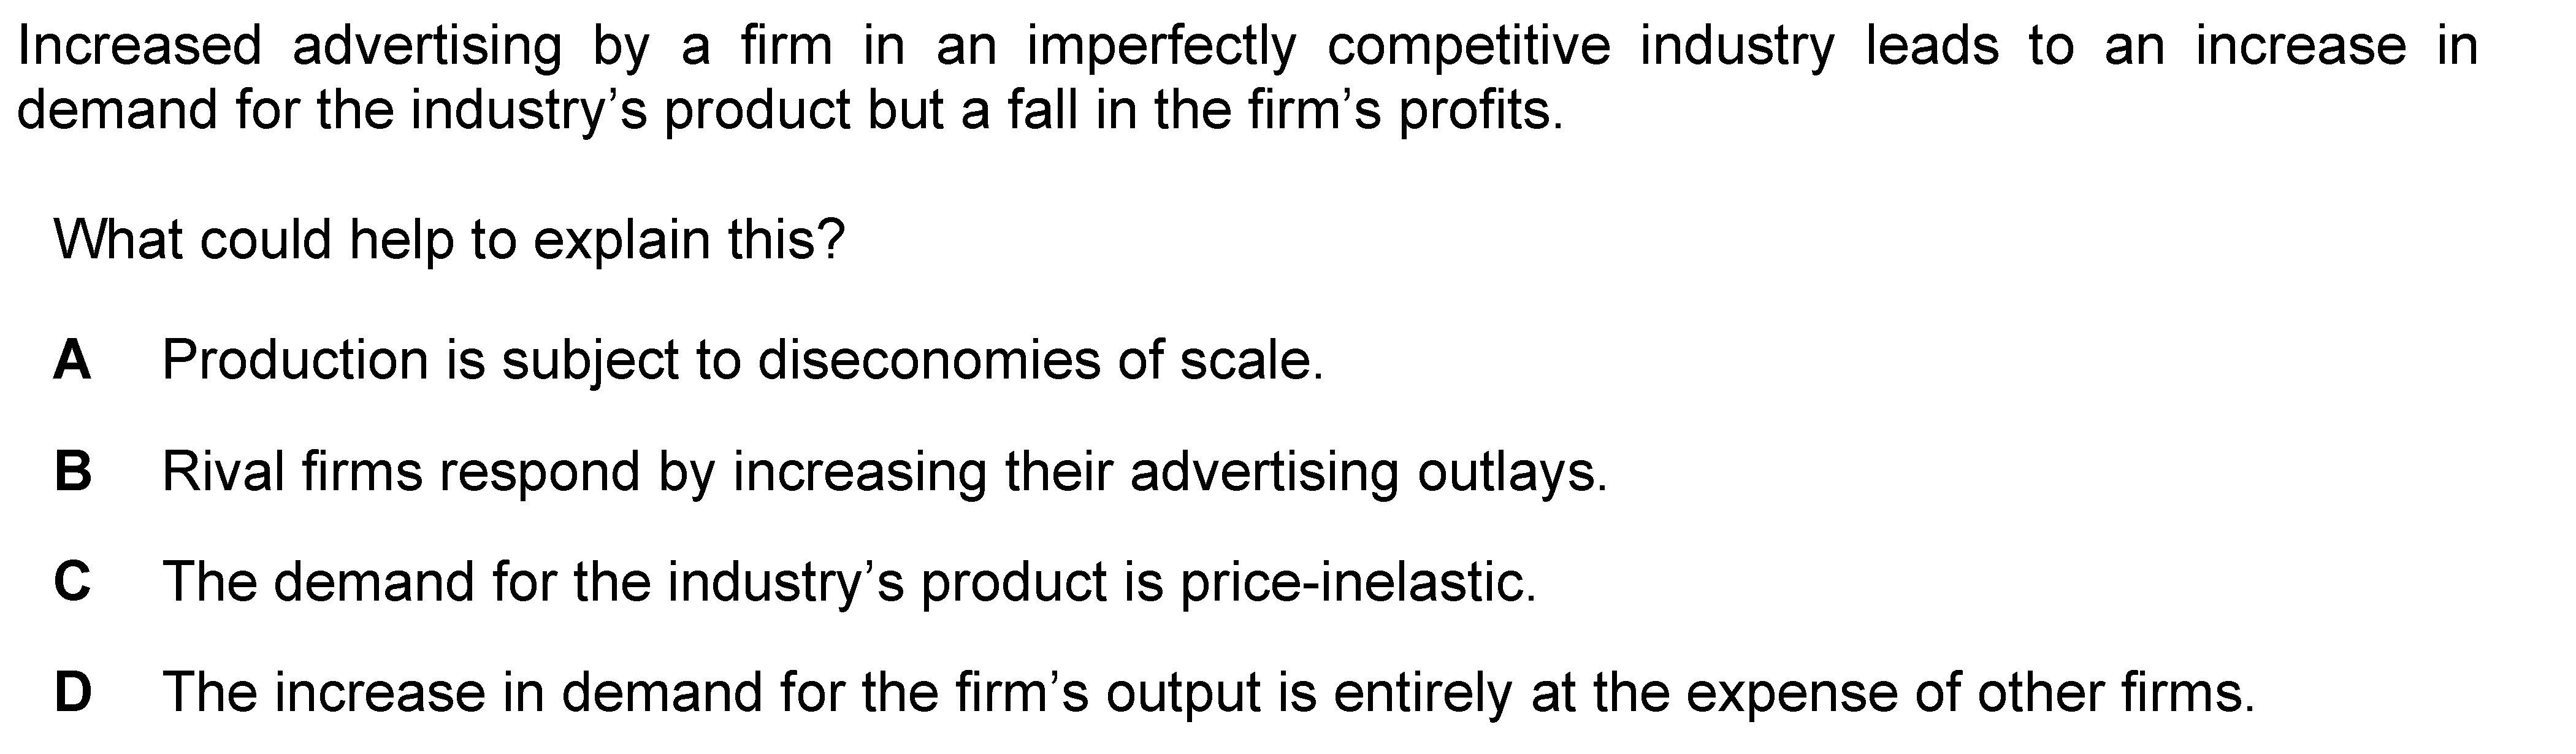 Increased advertising by a firm in an imperfectly competitive industry leads to an increase in
demand for the industry's product but a fall in the firm's profits.
What could help to explain this?
A Production is subject to diseconomies of scale.
B Rival firms respond by increasing their advertising outlays.
C The demand for the industry's product is price-inelastic.
D The increase in demand for the firm's output is entirely at the expense of other firms.